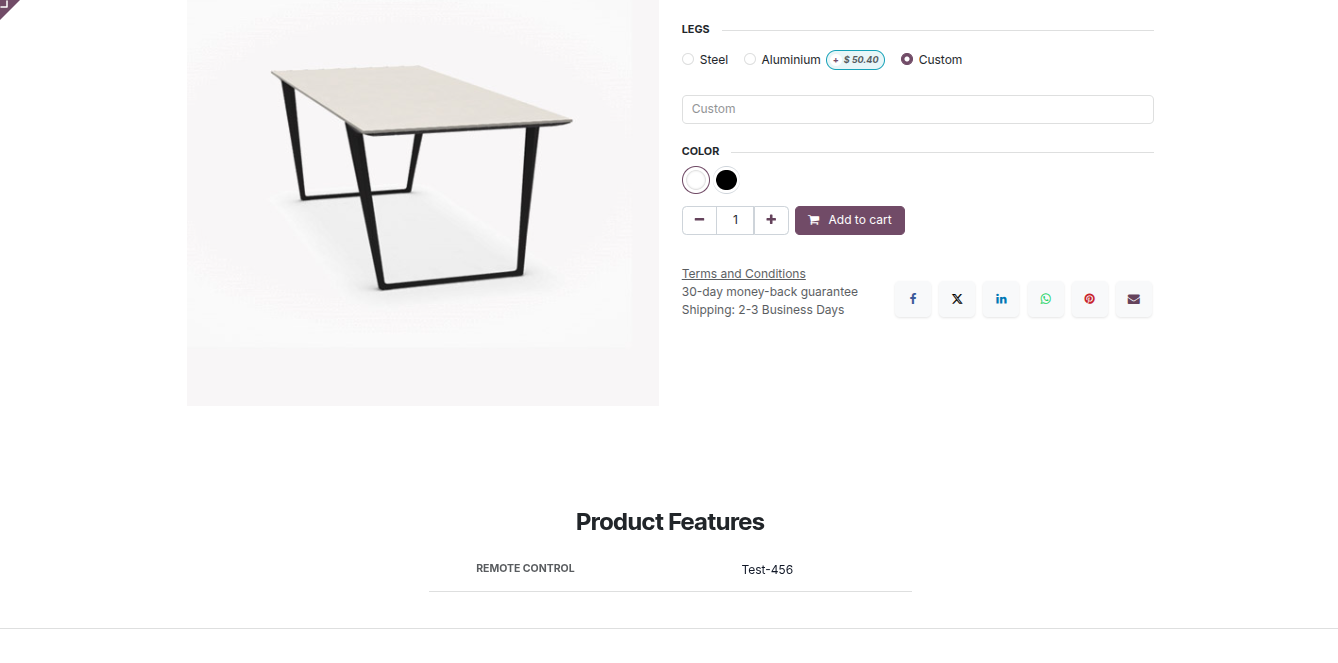 LEGS
Steel Aluminium + $ 50.40 Custom
Custom
COLOR
1 Add to cart
Terms and Conditions
30-day money-back guarantee
Shipping: 2-3 Business Days
Product Features
REMOTE CONTROL Test-456